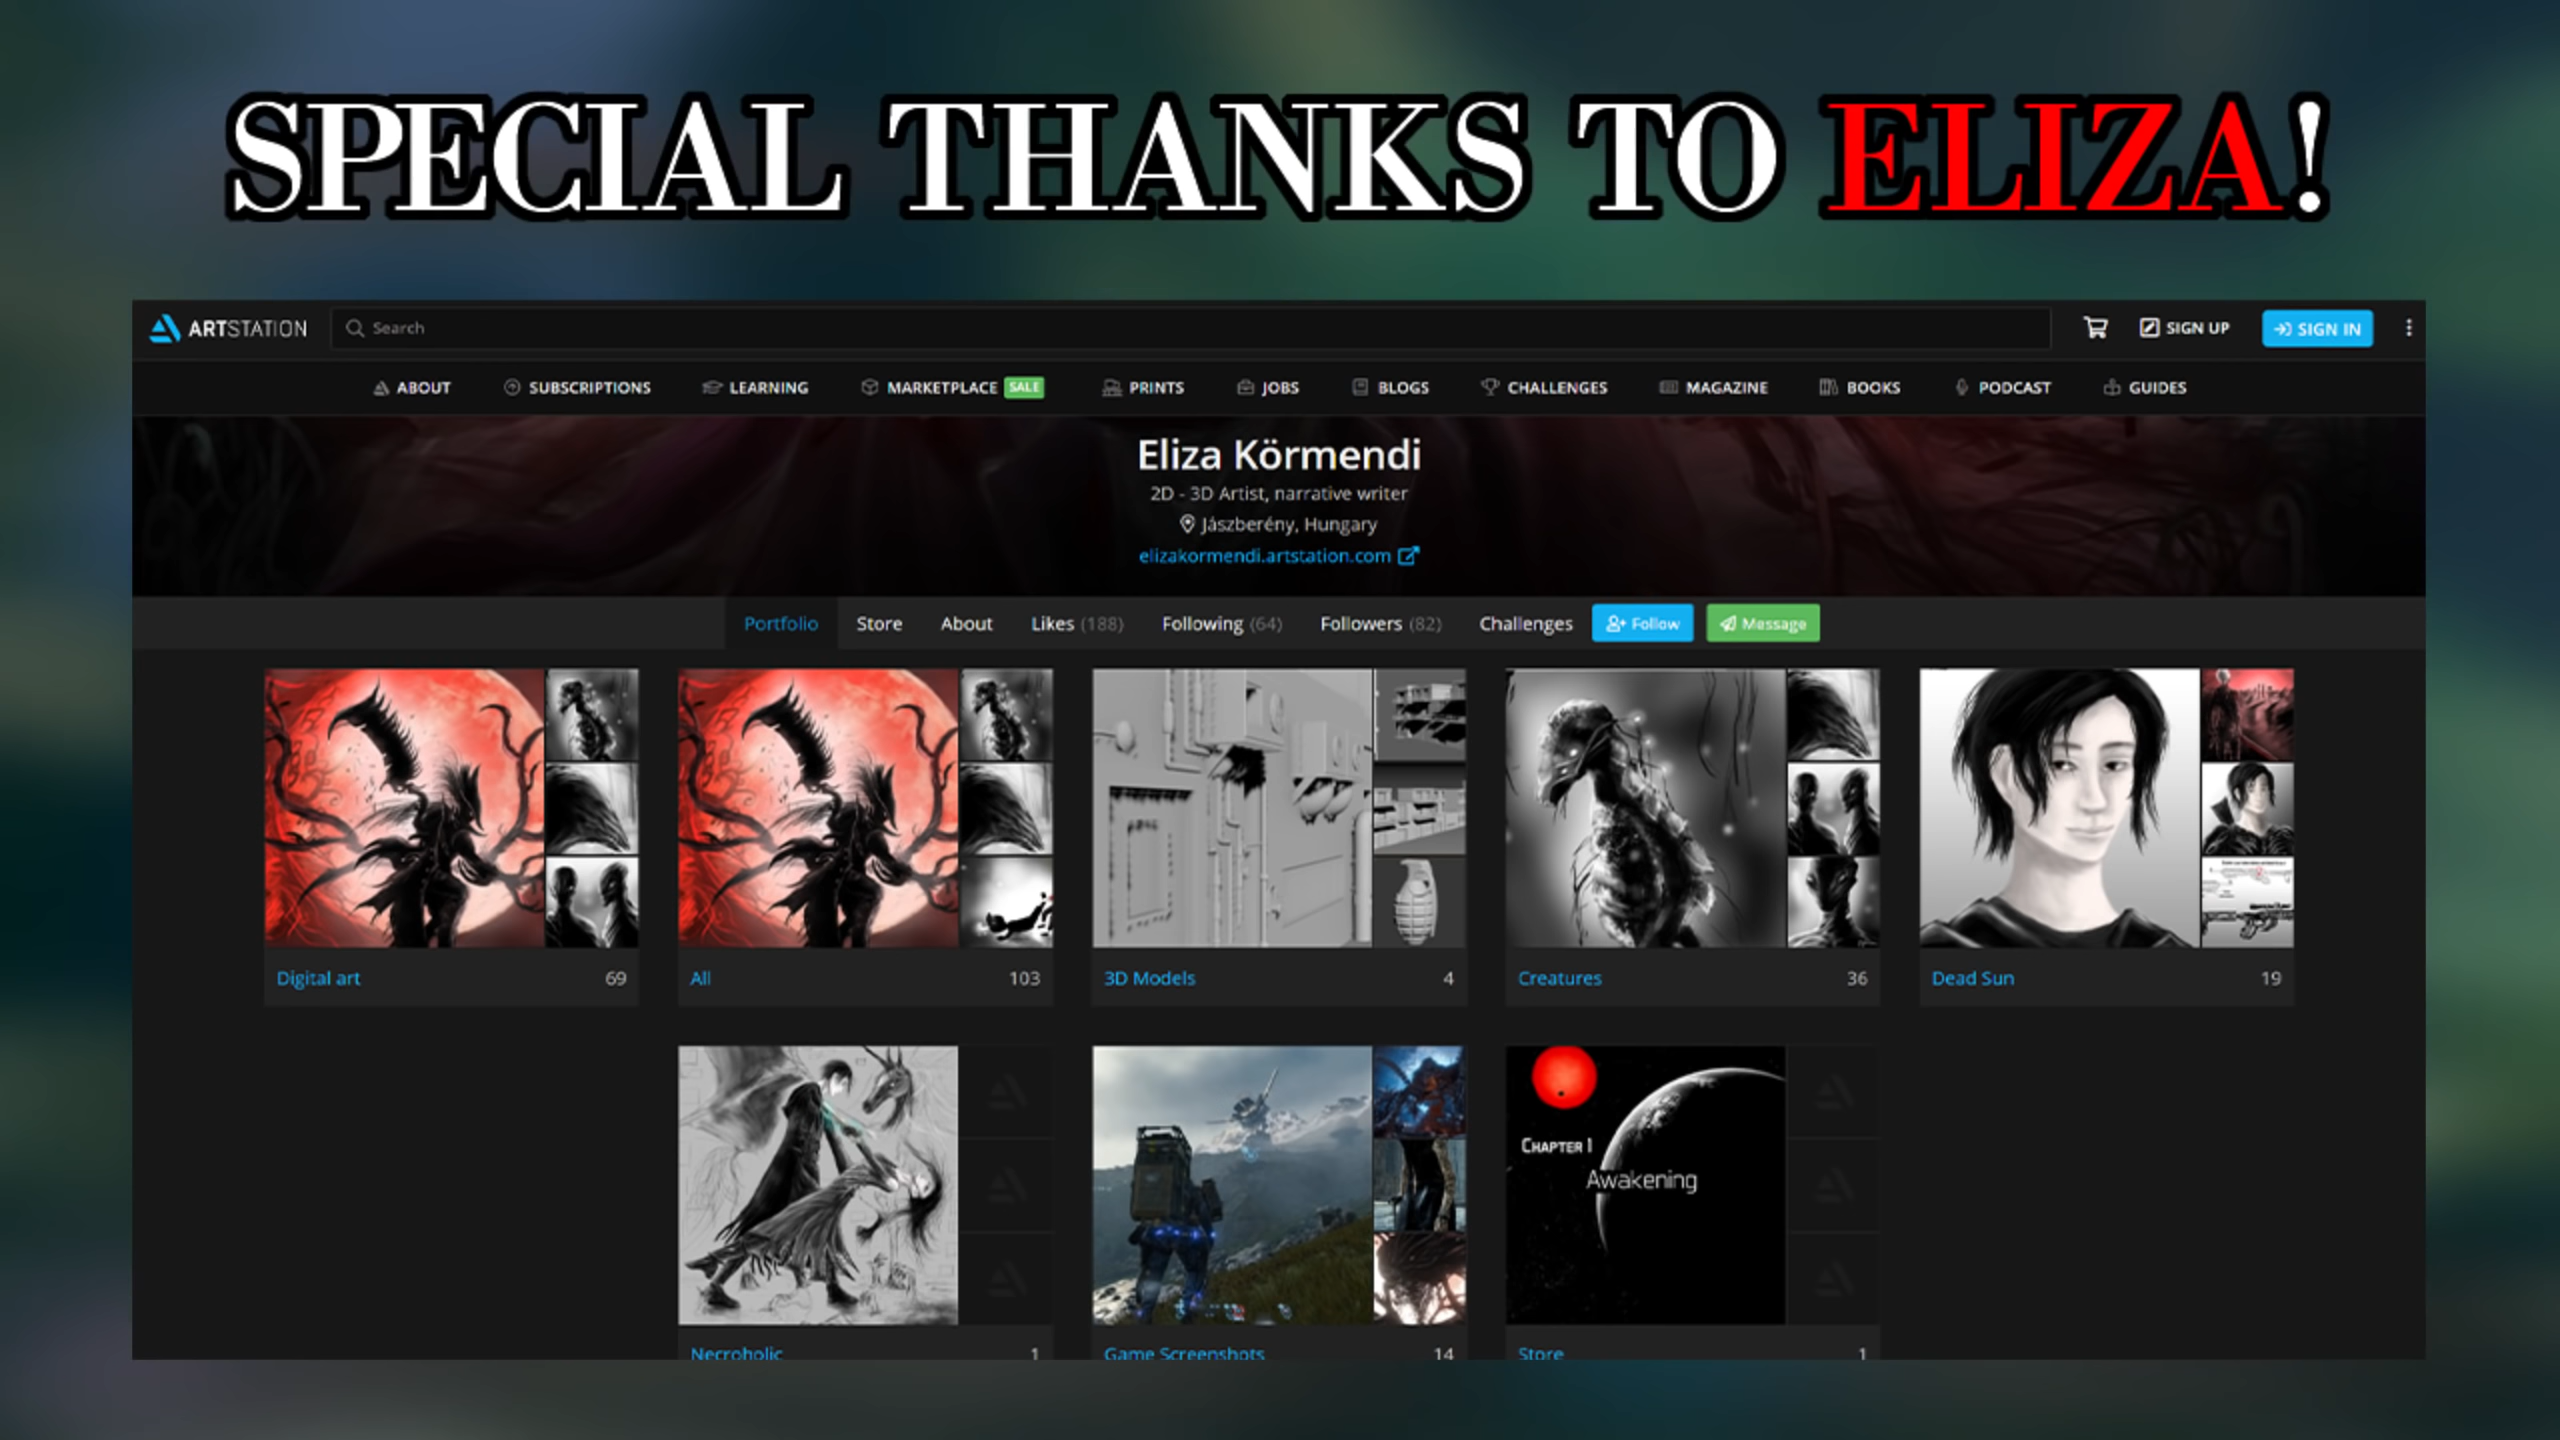 SPECIAL THANKS TO ELIZA!
ARTSTATION Search SIGN UP SIGN IN
ABOUT SUBSCRIPTIONS LEARNING MARKETPLACE SALE PRINTS JOBS BLOGS CHALLENGES MAGAZINE BOOKS PODCAST GUIDES
Eliza Körmendi
2D - 3D Artist, narrative writer
Jászberény, Hungary
elizakormendi.artstation.com
Portfolio Store About Likes (188) Following (64) Followers (82) Challenges Follow Message
Digital art 69 All 103 3D Models 4 Creatures 36 Dead Sun 19
CHAPTER 1
Awakening
Necroholic 1 Game Screenshots 14 Store 1